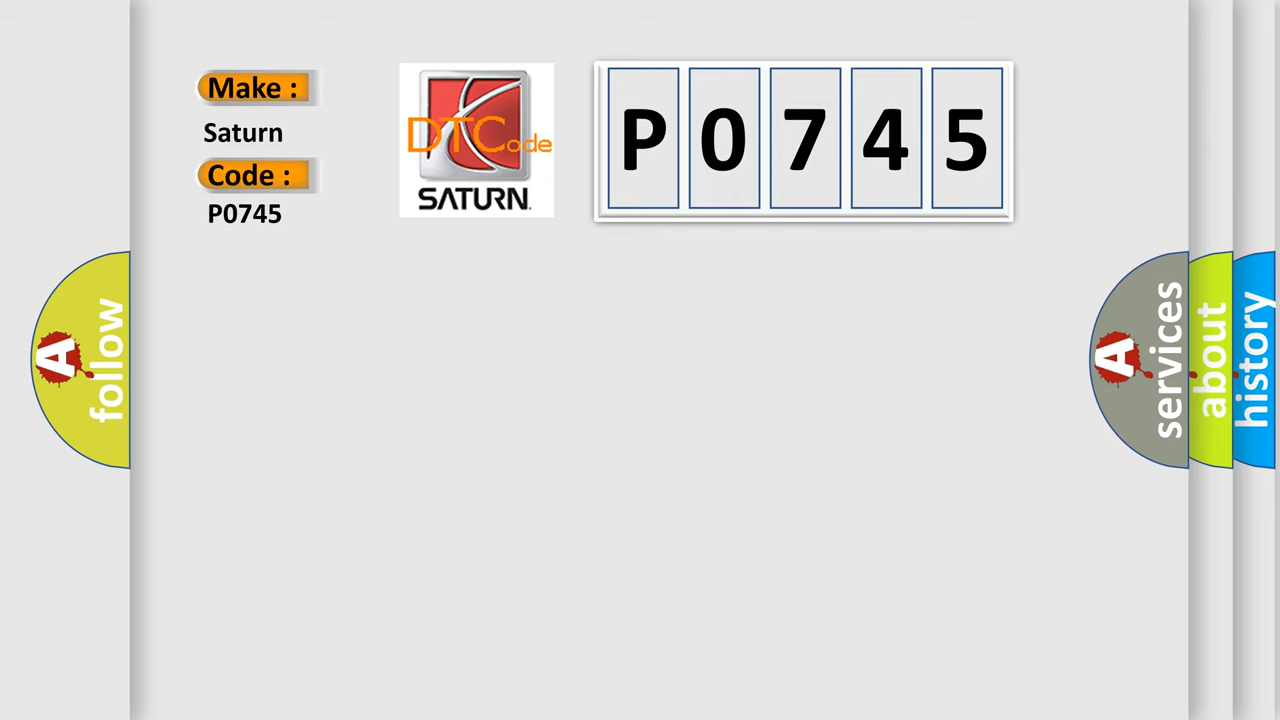 Make :
Saturn
Code :
P0745
DTCode
SATURN
P0745
A
follow
A
services
about
history